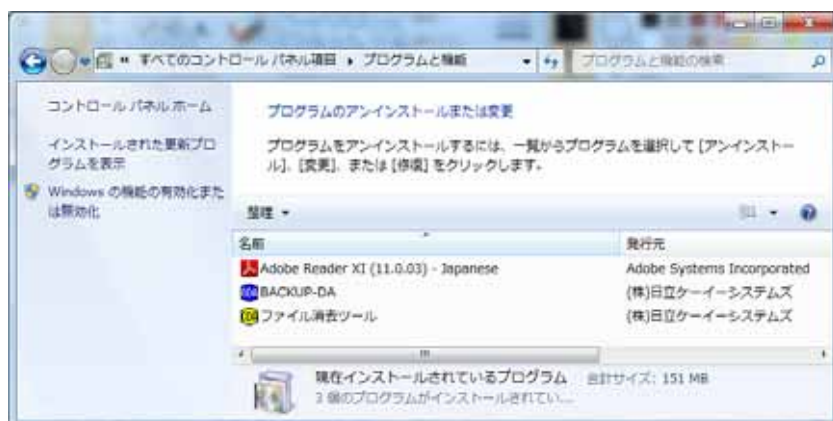 « すべてのコントロール パネル項目 ▸ プログラムと機能
プログラムと機能の検索
コントロール パネル ホーム
インストールされた更新プロ
グラムを表示
Windows の機能の有効化また
は無効化
プログラムのアンインストールまたは変更
プログラムをアンインストールするには、一覧からプログラムを選択して [アンインストー
ル]、[変更]、または [修復] をクリックします。
整理
名前
発行元
Adobe Reader XI (11.0.03) - Japanese
Adobe Systems Incorporated
BACKUP-DA
(株)日立ケーイーシステムズ
ファイル消去ツール
(株)日立ケーイーシステムズ
現在インストールされているプログラム
合計サイズ: 151 MB
3 個のプログラムがインストールされてい...